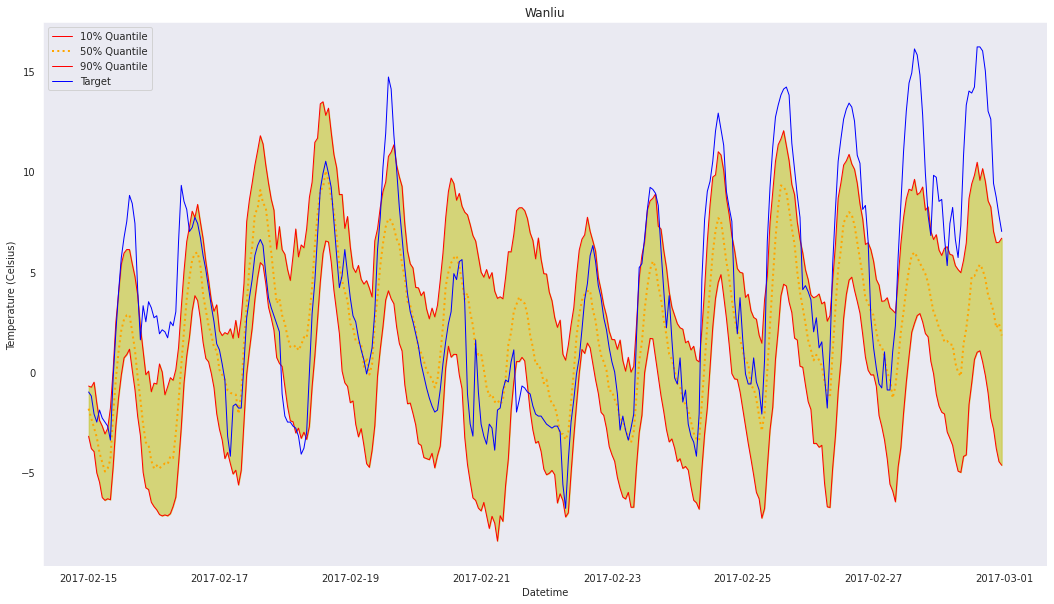 Wanliu
10% Quantile
50% Quantile
90% Quantile
Target
Temperature (Celsius)
15
10
5
0
−5
2017-02-15
2017-02-17
2017-02-19
2017-02-21
2017-02-23
2017-02-25
2017-02-27
2017-03-01
Datetime